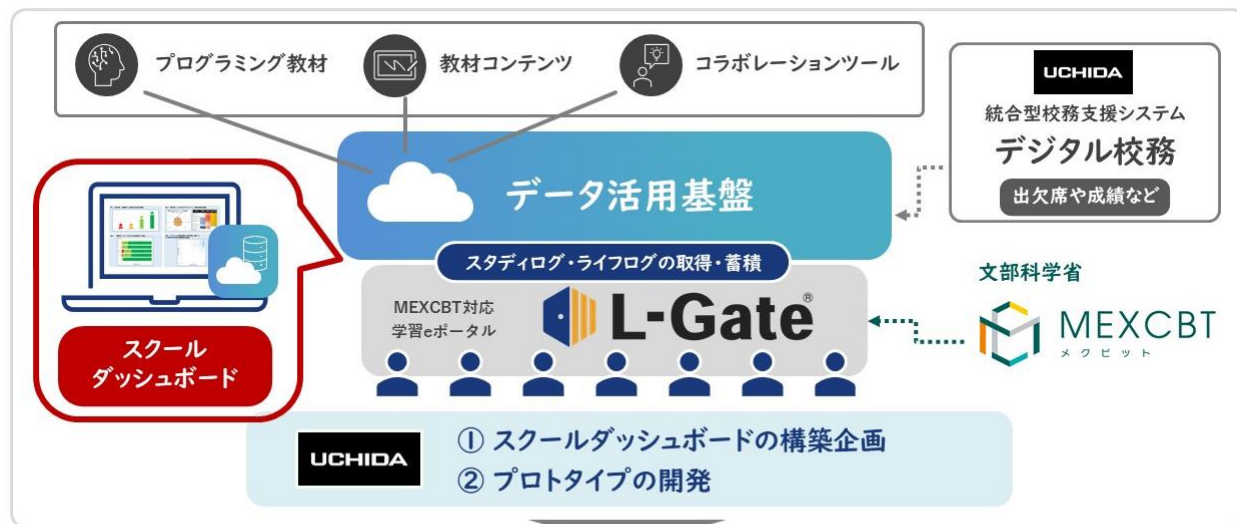 プログラミング教材
教材コンテンツ
コラボレーションツール
UCHIDA
統合型校務支援システム
デジタル校務
出欠席や成績など
データ活用基盤
スタディログ・ライフログの取得・蓄積
MEXCBT対応
学習eポータル
L-Gate®
文部科学省
MEXCBT
メクビット
スクール
ダッシュボード
UCHIDA
① スクールダッシュボードの構築企画
② プロトタイプの開発